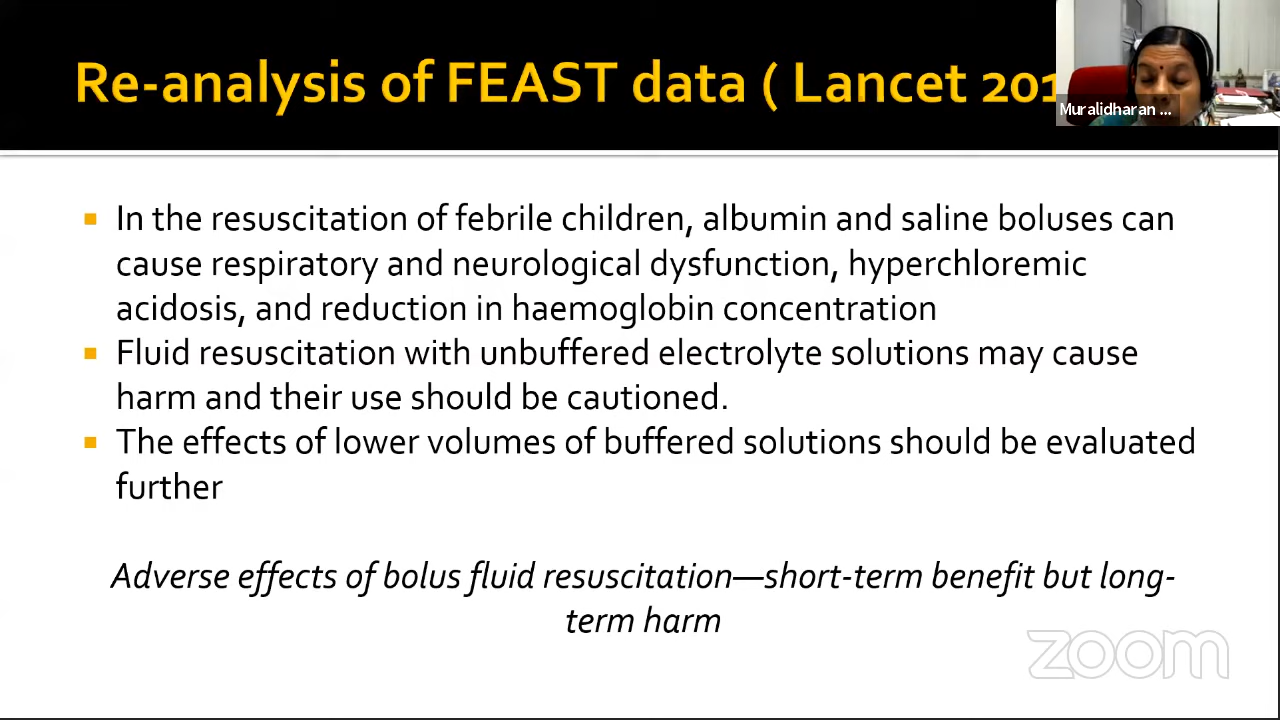 Re-analysis of FEAST data ( Lancet 201
Muralidharan ...
In the resuscitation of febrile children, albumin and saline boluses can
cause respiratory and neurological dysfunction, hyperchloremic
acidosis, and reduction in haemoglobin concentration
Fluid resuscitation with unbuffered electrolyte solutions may cause
harm and their use should be cautioned.
The effects of lower volumes of buffered solutions should be evaluated
further
Adverse effects of bolus fluid resuscitation—short-term benefit but long-
term harm
zoom